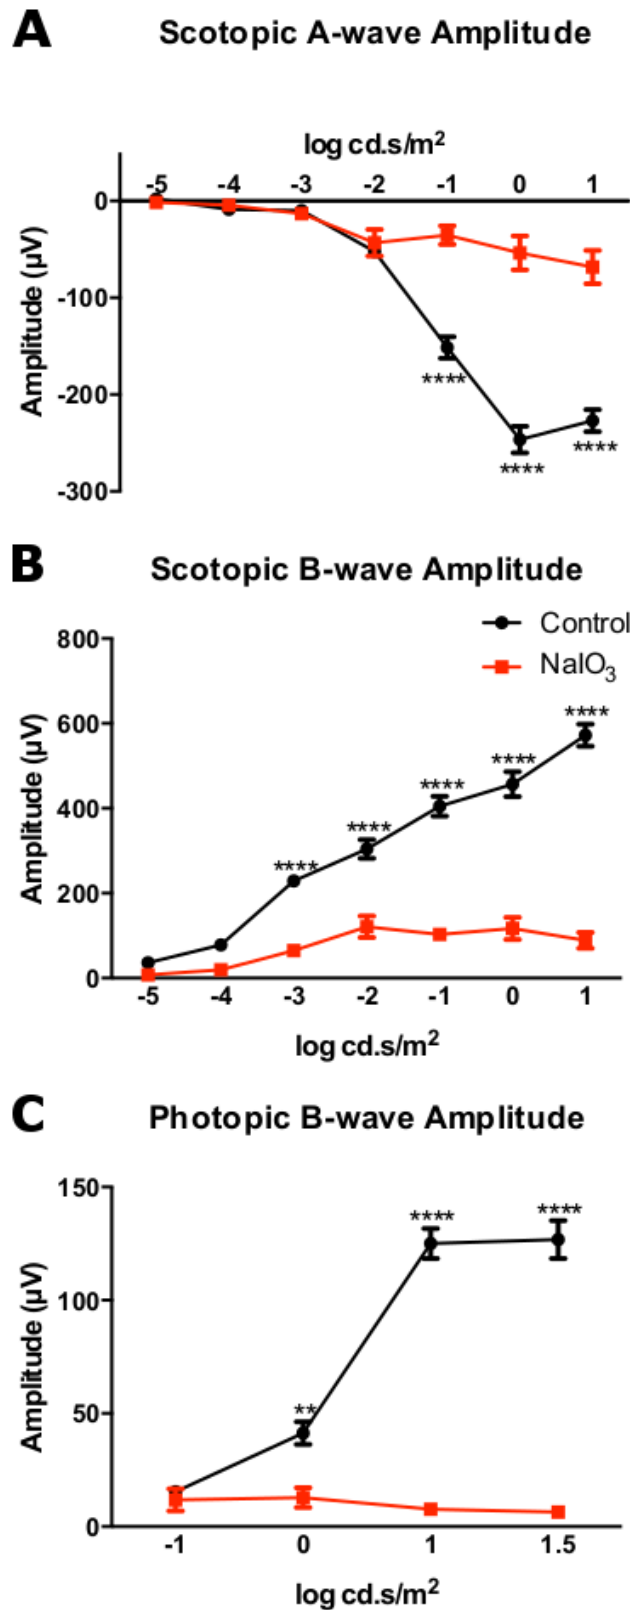 A Scotopic A-wave Amplitude
log cd.s/m²
-5 -4 -3 -2 -1 0 1
0
-100
-200
-300
Amplitude (µV)
****
****
****
B Scotopic B-wave Amplitude
Control
NaIO₃
800
600
400
200
0
Amplitude (µV)
****
****
****
****
****
-5 -4 -3 -2 -1 0 1
log cd.s/m²
C Photopic B-wave Amplitude
150
100
50
0
Amplitude (µV)
**
****
****
-1 0 1 1.5
log cd.s/m²